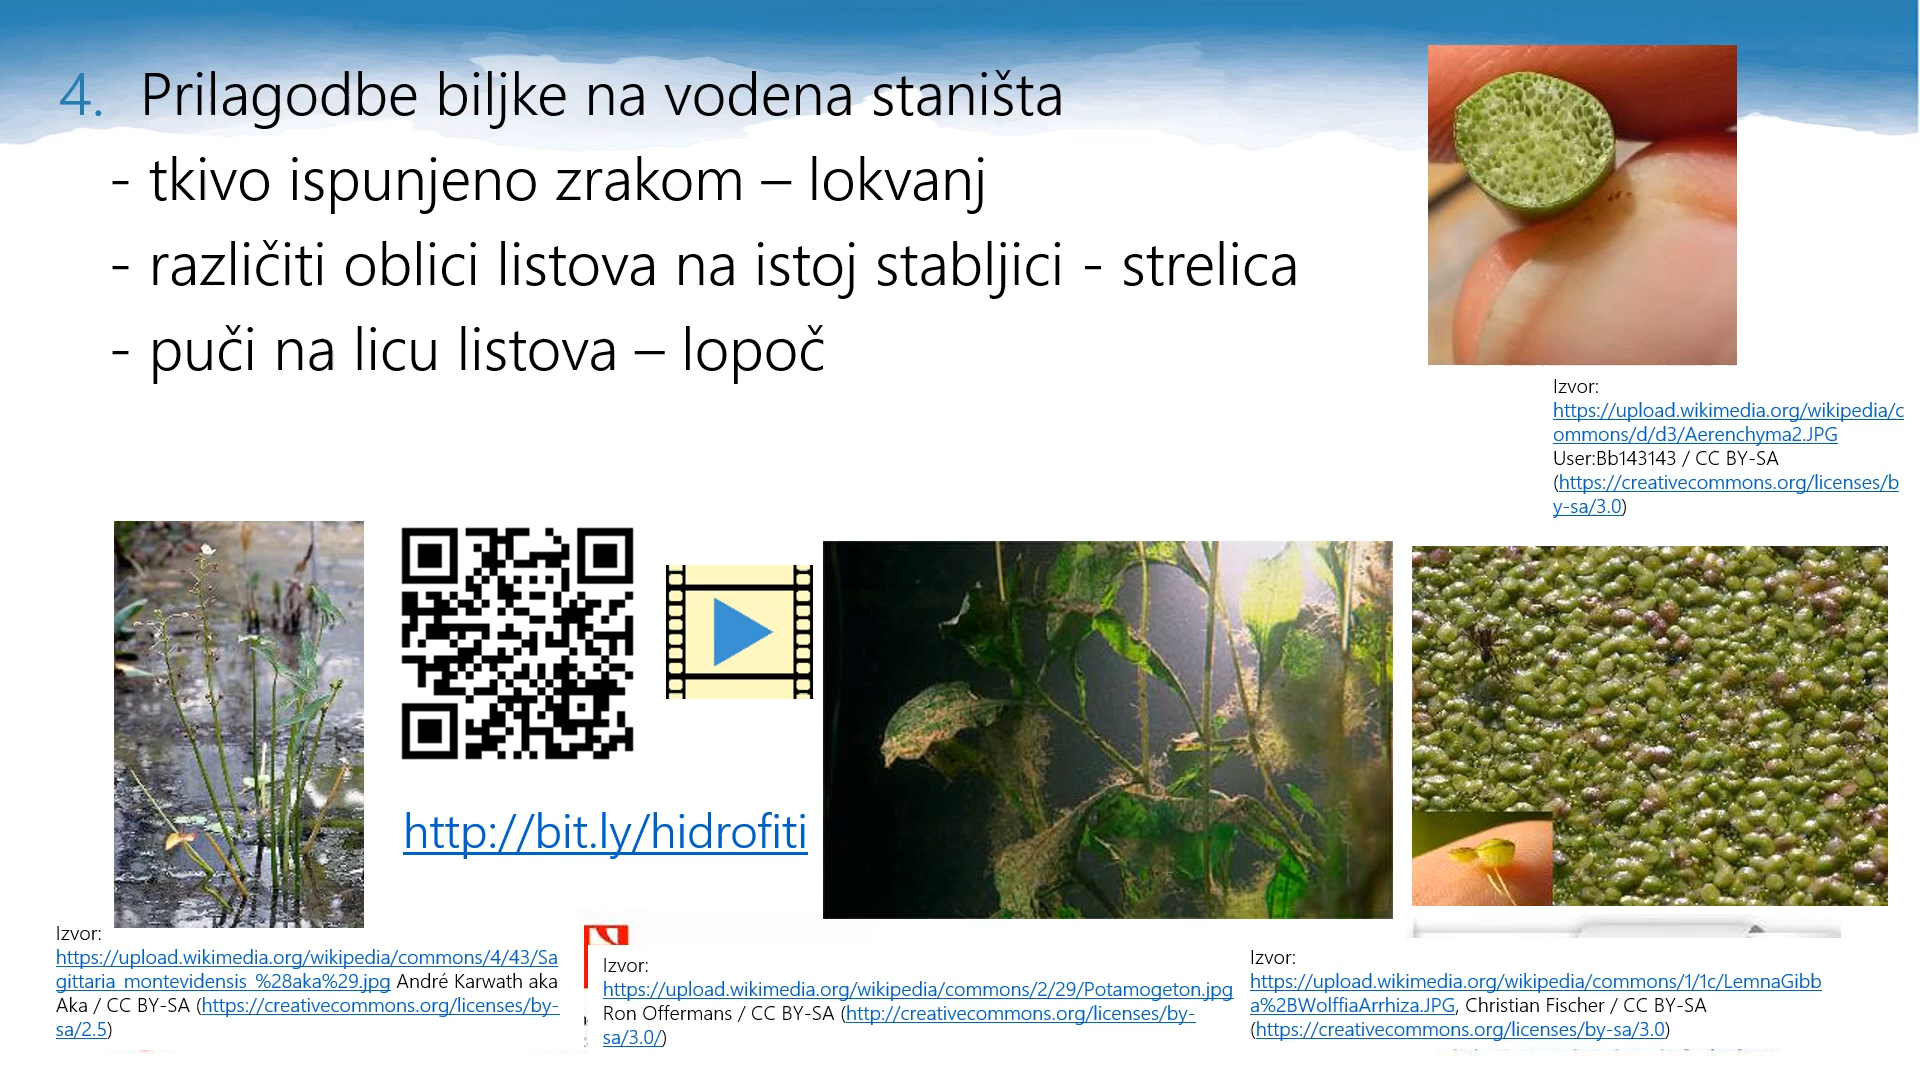 4. Prilagodbe biljke na vodena staništa
- tkivo ispunjeno zrakom – lokvanj
- različiti oblici listova na istoj stabljici - strelica
- puči na licu listova – lopoč
Izvor:
https://upload.wikimedia.org/wikipedia/c
ommons/d/d3/Aerenchyma2.JPG
User:Bb143143 / CC BY-SA
(https://creativecommons.org/licenses/b
y-sa/3.0)
http://bit.ly/hidrofiti
Izvor:
https://upload.wikimedia.org/wikipedia/commons/4/43/Sa
gittaria_montevidensis_%28aka%29.jpg André Karwath aka
Aka / CC BY-SA (https://creativecommons.org/licenses/by-
sa/2.5)
Izvor:
https://upload.wikimedia.org/wikipedia/commons/2/29/Potamogeton.jpg
Ron Offermans / CC BY-SA (http://creativecommons.org/licenses/by-
sa/3.0/)
Izvor:
https://upload.wikimedia.org/wikipedia/commons/1/1c/LemnaGibb
a%2BWolffiaArrhiza.JPG, Christian Fischer / CC BY-SA
(https://creativecommons.org/licenses/by-sa/3.0)